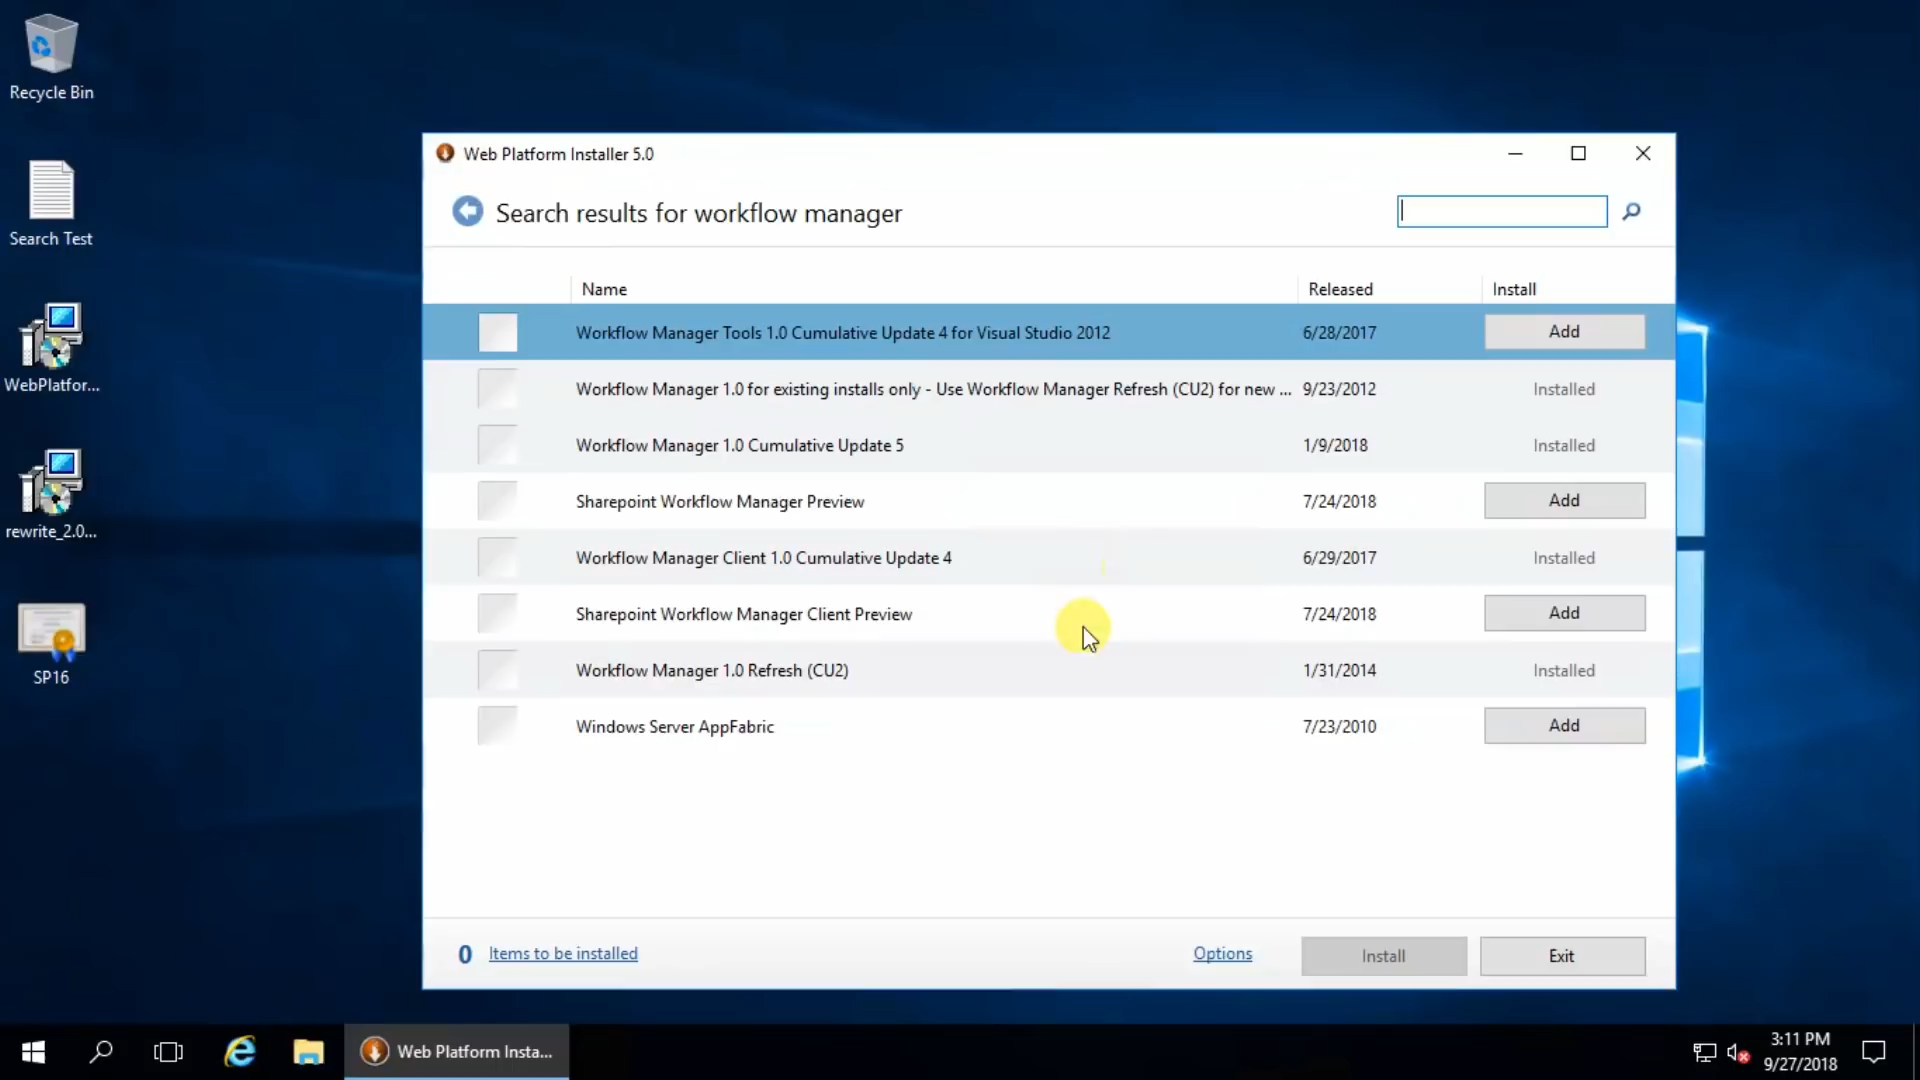 Recycle Bin
Search Test
WebPlatfor...
rewrite_2.0...
SP16
Web Platform Installer 5.0
Search results for workflow manager
Name Released Install
Workflow Manager Tools 1.0 Cumulative Update 4 for Visual Studio 2012 6/28/2017 Add
Workflow Manager 1.0 for existing installs only - Use Workflow Manager Refresh (CU2) for new ... 9/23/2012 Installed
Workflow Manager 1.0 Cumulative Update 5 1/9/2018 Installed
Sharepoint Workflow Manager Preview 7/24/2018 Add
Workflow Manager Client 1.0 Cumulative Update 4 6/29/2017 Installed
Sharepoint Workflow Manager Client Preview 7/24/2018 Add
Workflow Manager 1.0 Refresh (CU2) 1/31/2014 Installed
Windows Server AppFabric 7/23/2010 Add
0 Items to be installed Options Install Exit
Web Platform Insta...
3:11 PM
9/27/2018